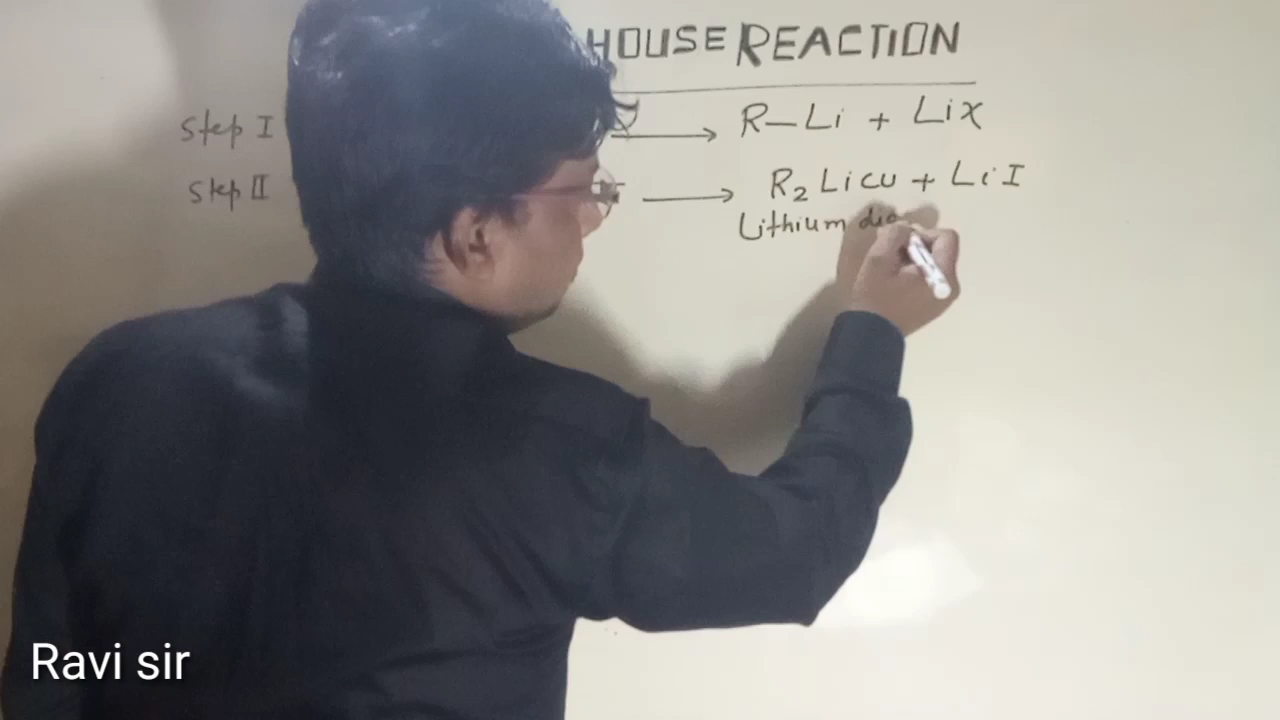 HOUSE REACTION
Step I → R-Li + LiX
Step II → R2 LiCu + LiI
Lithium
Ravi sir